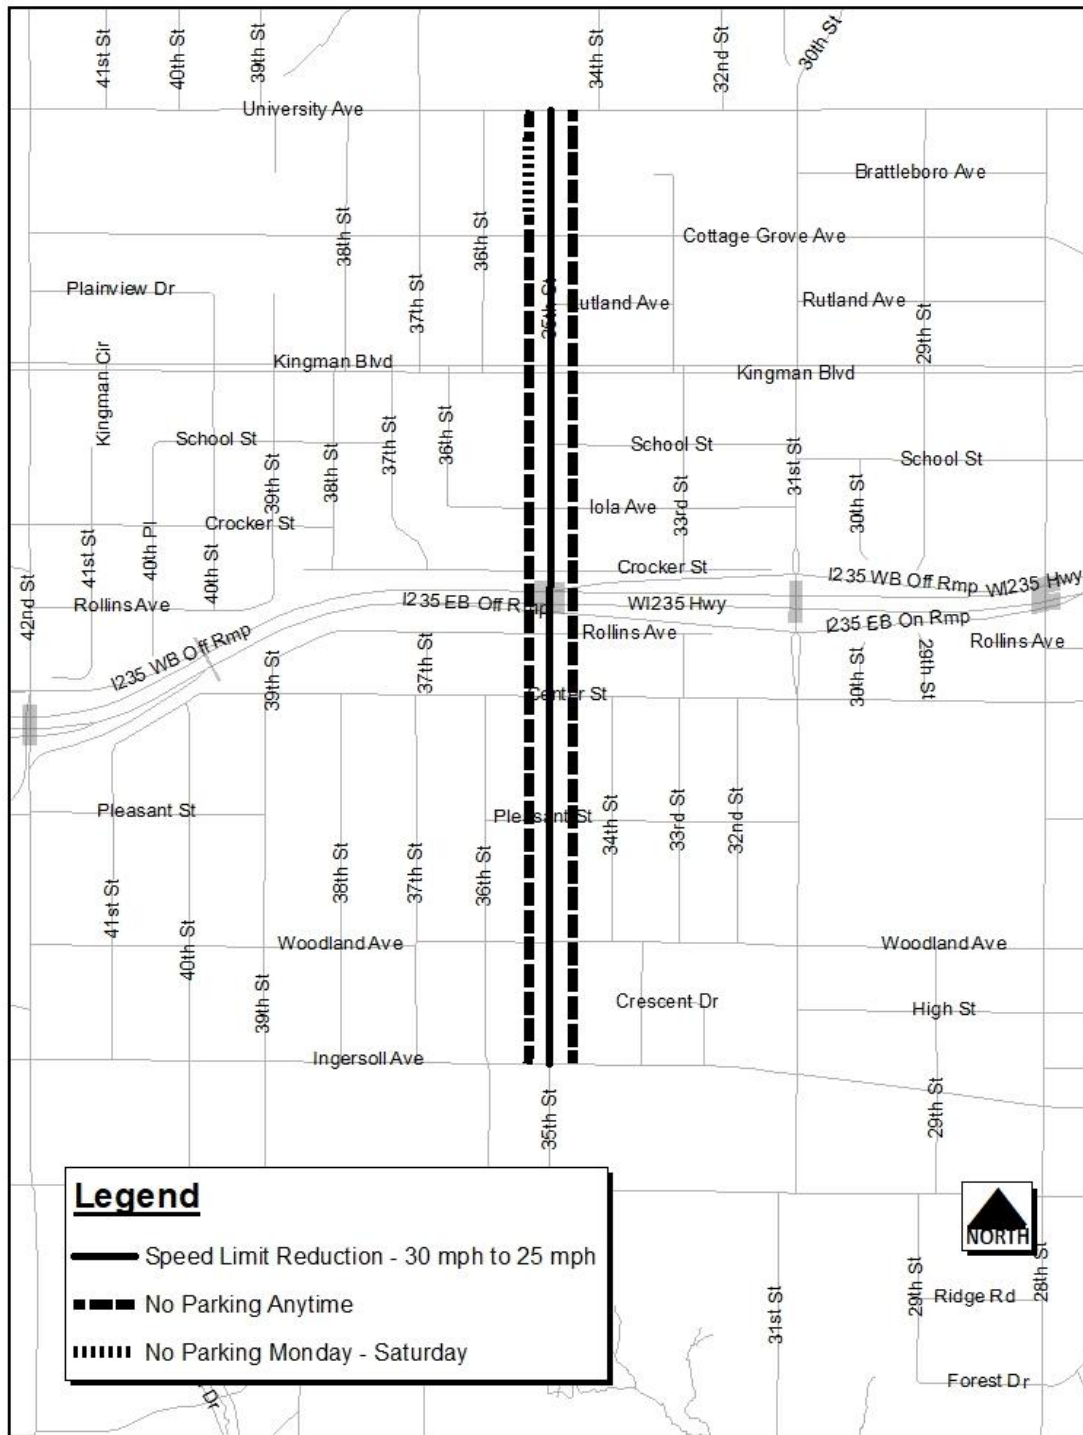 41st St
40th St
39th St
34th St
32nd St
30th St
University Ave
Brattleboro Ave
38th St
36th St
Cottage Grove Ave
Plainview Dr
37th St
35th St
utland Ave
Rutland Ave
29th St
Kingman Cir
Kingman Blvd
Kingman Blvd
School St
37th St
36th St
School St
31st St
School St
39th St
38th St
33rd St
30th St
Iola Ave
Crocker St
41st St
40th Pl
40th St
Crocker St
I235 WB Off Rmp
WI235 Hwy
42nd St
Rollins Ave
I235 EB Off Rmp
WI235 Hwy
I235 EB On Rmp
Rollins Ave
Rollins Ave
I235 WB Off Rmp
39th St
37th St
30th St
29th St
Center St
Pleasant St
Pleasant St
34th St
33rd St
32nd St
41st St
38th St
37th St
36th St
40th St
Woodland Ave
Woodland Ave
39th St
Crescent Dr
High St
Ingersoll Ave
35th St
29th St
Legend
Speed Limit Reduction - 30 mph to 25 mph
No Parking Anytime
No Parking Monday - Saturday
NORTH
31st St
29th St
28th St
Ridge Rd
Forest Dr
Dr